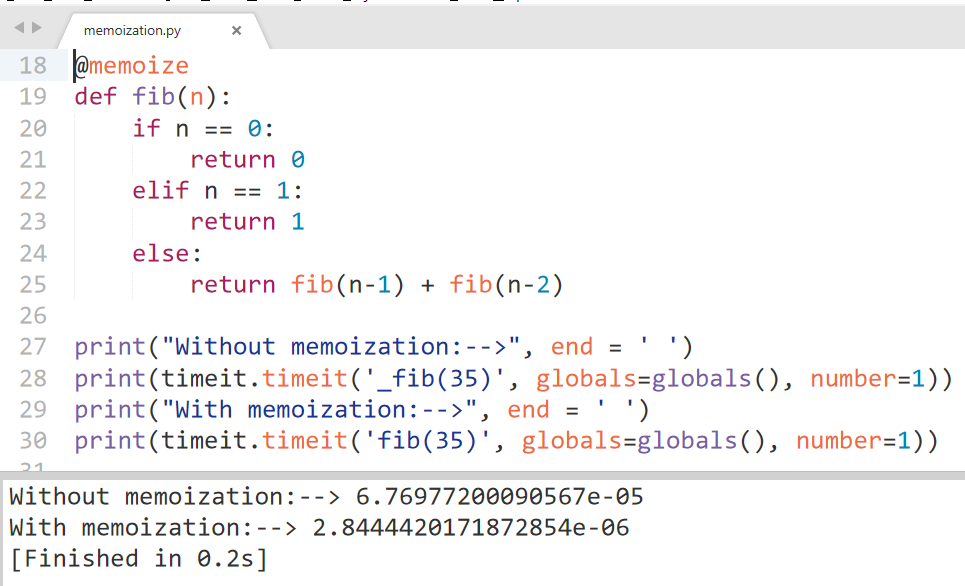 memoization.py ×
18 @memoize
19 def fib(n):
20 if n == 0:
21 return 0
22 elif n == 1:
23 return 1
24 else:
25 return fib(n-1) + fib(n-2)
26
27 print("Without memoization:-->", end = ' ')
28 print(timeit.timeit('_fib(35)', globals=globals(), number=1))
29 print("With memoization:-->", end = ' ')
30 print(timeit.timeit('fib(35)', globals=globals(), number=1))
31
Without memoization:--> 6.76977200090567e-05
With memoization:--> 2.8444420171872854e-06
[Finished in 0.2s]